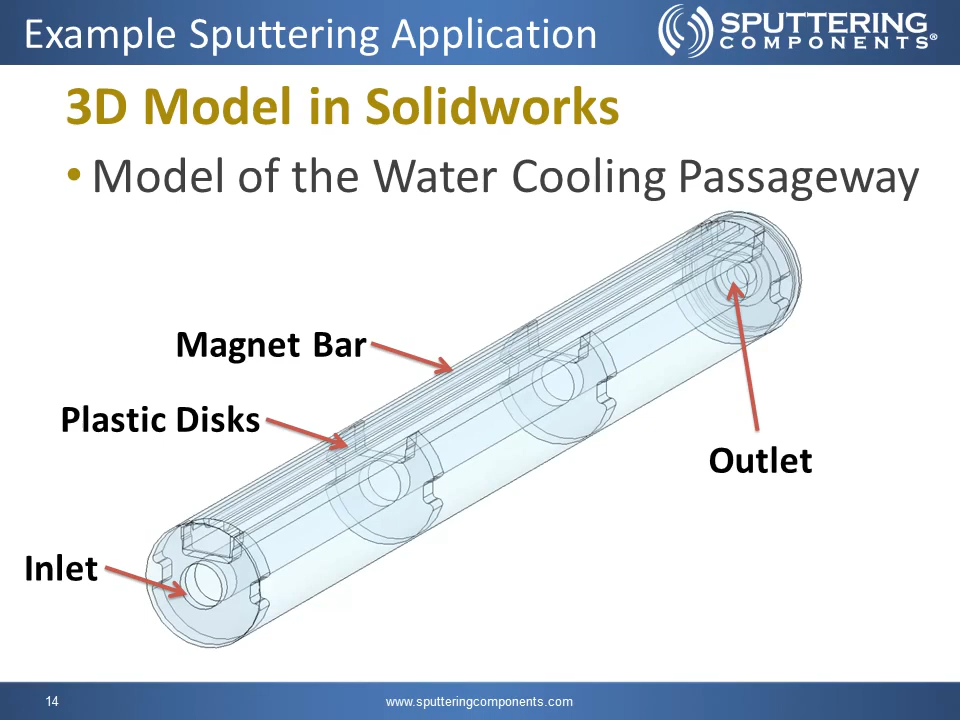 Example Sputtering Application
SPUTTERING
COMPONENTS®
3D Model in Solidworks
• Model of the Water Cooling Passageway
Magnet Bar
Plastic Disks
Outlet
Inlet
14
www.sputteringcomponents.com